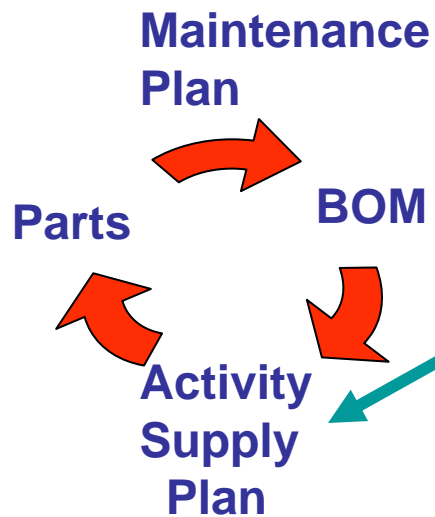 Maintenance
Plan
Parts
BOM
Activity
Supply
Plan